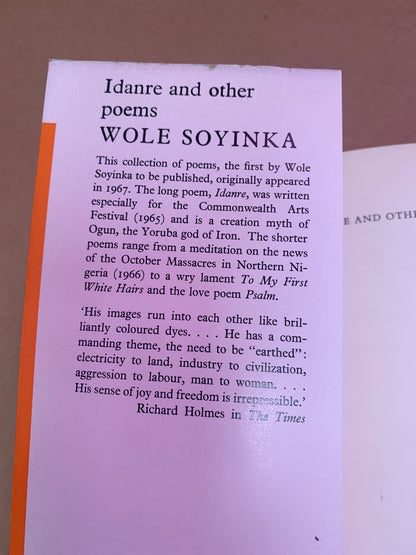 Idanre and other
poems
WOLE SOYINKA
This collection of poems, the first by Wole
Soyinka to be published, originally appeared
in 1967. The long poem, Idanre, was written
especially for the Commonwealth Arts
Festival (1965) and is a creation myth of
Ogun, the Yoruba god of Iron. The shorter
poems range from a meditation on the news
of the October Massacres in Northern Ni-
geria (1966) to a wry lament To My First
White Hairs and the love poem Psalm.
‘His images run into each other like bril-
liantly coloured dyes. . . . He has a com-
manding theme, the need to be “earthed”:
electricity to land, industry to civilization,
aggression to labour, man to woman. . . .
His sense of joy and freedom is irrepressible.’
Richard Holmes in The Times
E AND OTHE